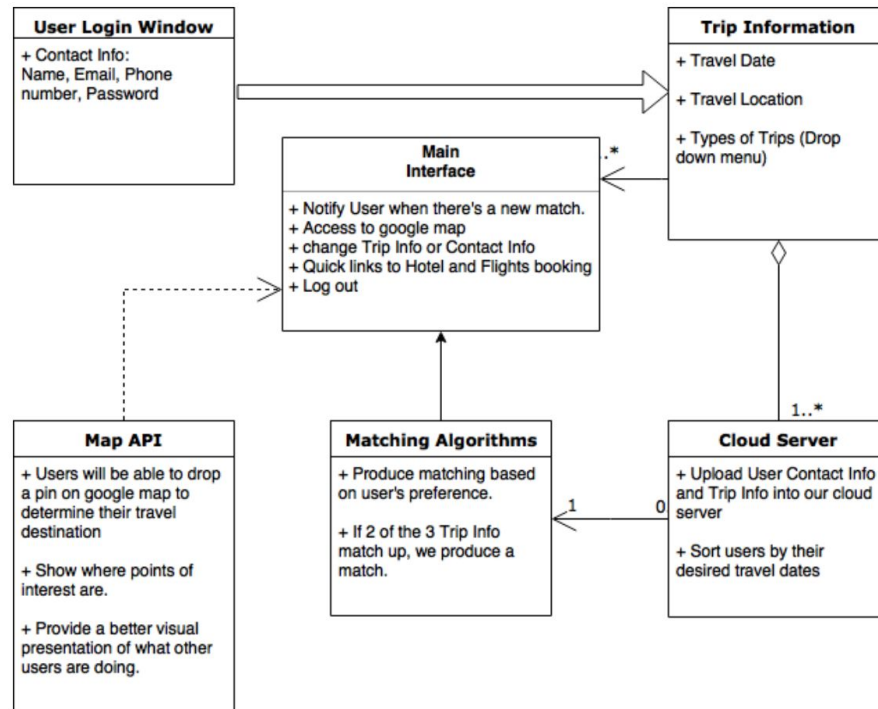 User Login Window
+ Contact Info:
Name, Email, Phone
number, Password
Trip Information
+ Travel Date
+ Travel Location
+ Types of Trips (Drop
down menu)
..*
Main
Interface
+ Notify User when there's a new match.
+ Access to google map
+ change Trip Info or Contact Info
+ Quick links to Hotel and Flights booking
+ Log out
1..*
Map API
+ Users will be able to drop
a pin on google map to
determine their travel
destination
+ Show where points of
interest are.
+ Provide a better visual
presentation of what other
users are doing.
Matching Algorithms
+ Produce matching based
on user's preference.
+ If 2 of the 3 Trip Info
match up, we produce a
match.
1
0
Cloud Server
+ Upload User Contact Info
and Trip Info into our cloud
server
+ Sort users by their
desired travel dates